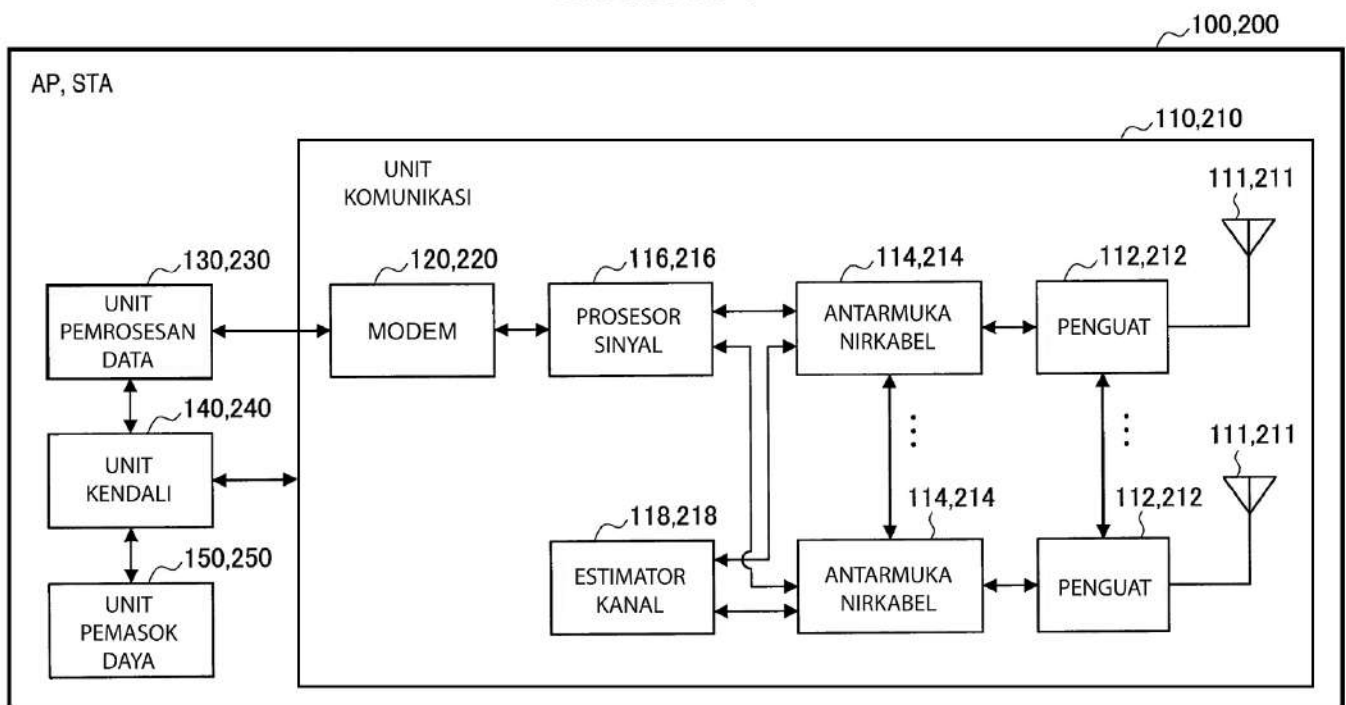 100,200
AP, STA
110,210
UNIT
KOMUNIKASI
111,211
130,230
120,220
116,216
114,214
112,212
UNIT
PEMROSESAN
DATA
MODEM
PROSESOR
SINYAL
ANTARMUKA
NIRKABEL
PENGUAT
140,240
UNIT
KENDALI
111,211
118,218
114,214
112,212
ESTIMATOR
KANAL
ANTARMUKA
NIRKABEL
PENGUAT
150,250
UNIT
PEMASOK
DAYA